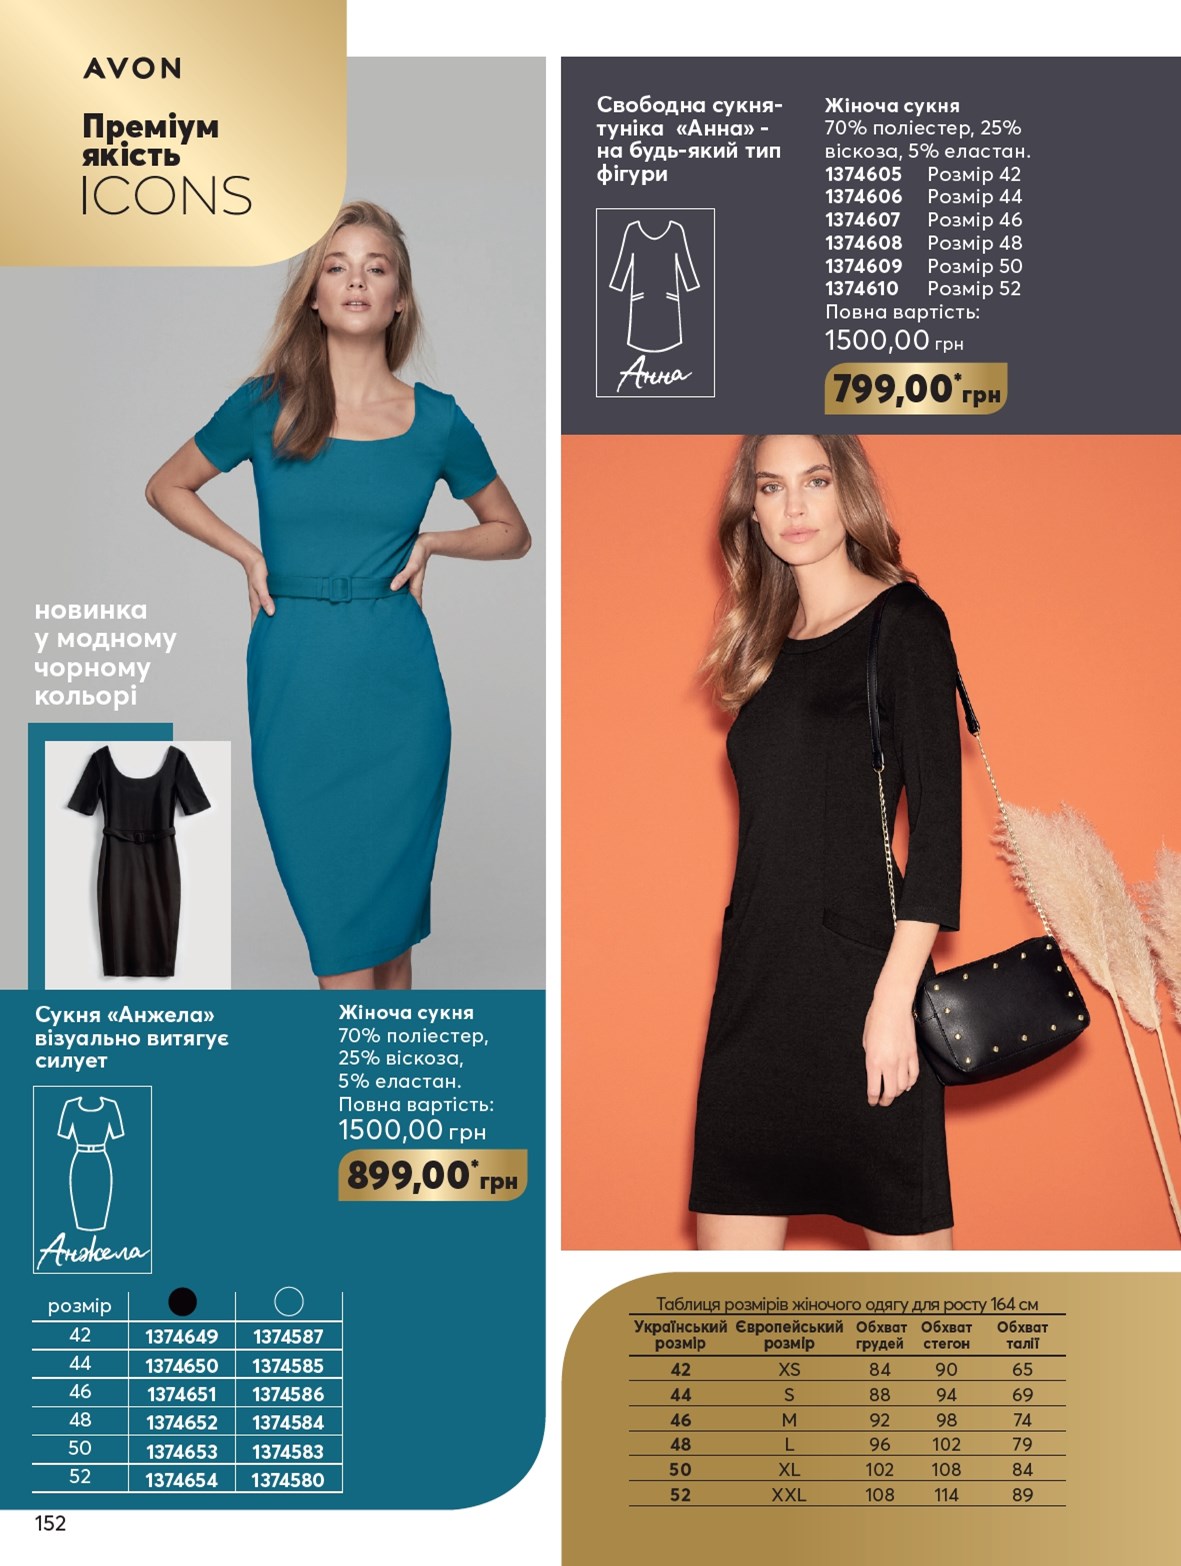 AVON
Преміум
якість
ICONS
новинка
у модному
чорному
кольорі
Сукня «Анжела»
візуально витягує
силует
Анжела
Жіноча сукня
70% поліестер,
25% віскоза,
5% еластан.
Повна вартість:
1500,00 грн
899,00* грн
розмір
42 1374649 1374587
44 1374650 1374585
46 1374651 1374586
48 1374652 1374584
50 1374653 1374583
52 1374654 1374580
152
Свободна сукня-
туніка «Анна» -
на будь-який тип
фігури
Анна
Жіноча сукня
70% поліестер, 25%
віскоза, 5% еластан.
1374605 Розмір 42
1374606 Розмір 44
1374607 Розмір 46
1374608 Розмір 48
1374609 Розмір 50
1374610 Розмір 52
Повна вартість:
1500,00 грн
799,00* грн
Таблиця розмірів жіночого одягу для росту 164 см
Український Європейський Обхват Обхват Обхват
розмір розмір грудей стегон талії
42 XS 84 90 65
44 S 88 94 69
46 M 92 98 74
48 L 96 102 79
50 XL 102 108 84
52 XXL 108 114 89